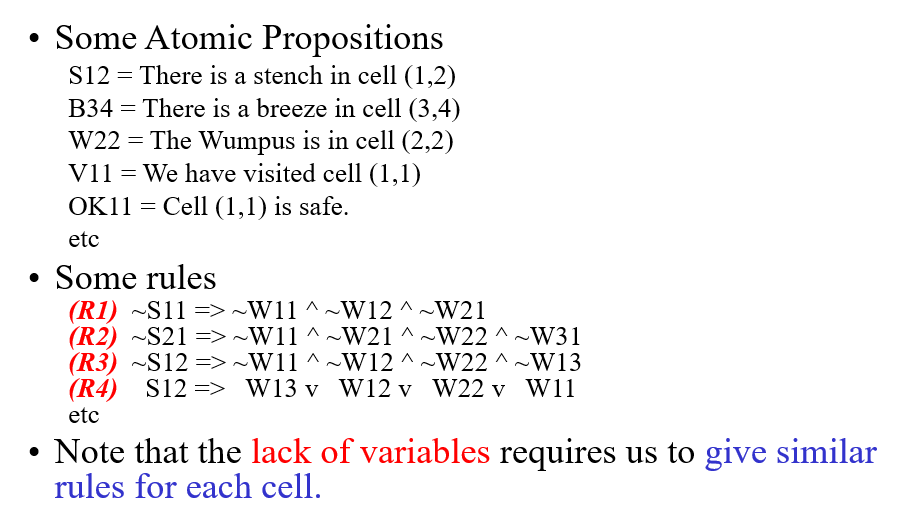 • Some Atomic Propositions
S12 = There is a stench in cell (1,2)
B34 = There is a breeze in cell (3,4)
W22 = The Wumpus is in cell (2,2)
V11 = We have visited cell (1,1)
OK11 = Cell (1,1) is safe.
etc
• Some rules
(R1) ~S11 => ~W11 ^ ~W12 ^ ~W21
(R2) ~S21 => ~W11 ^ ~W21 ^ ~W22 ^ ~W31
(R3) ~S12 => ~W11 ^ ~W12 ^ ~W22 ^ ~W13
(R4) S12 => W13 v W12 v W22 v W11
etc
• Note that the lack of variables requires us to give similar
rules for each cell.